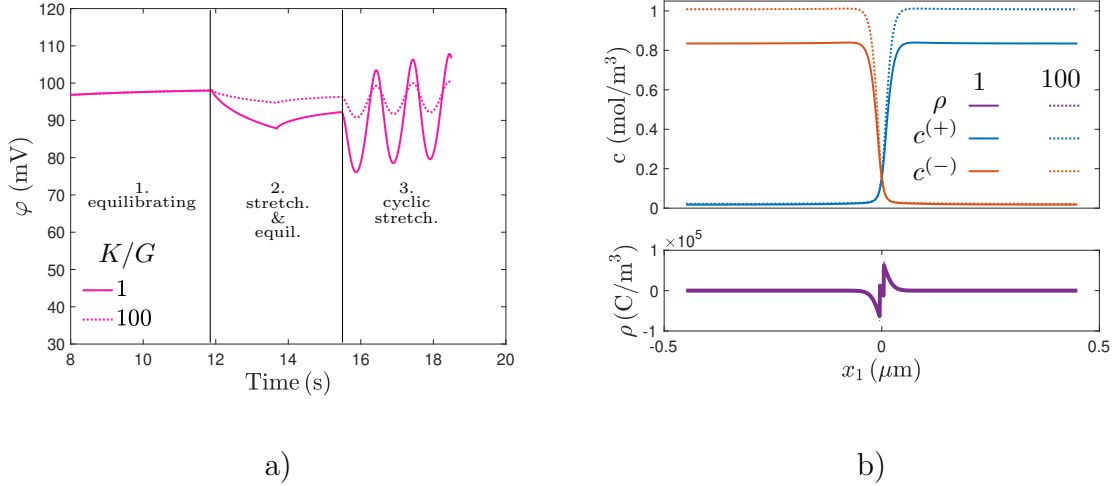 120
110
100
90
80
70
60
50
40
30
φ (mV)
1.
equilibrating
2.
stretch.
&
equil.
3.
cyclic
stretch.
K/G
1
100
8
10
12
14
16
18
20
Time (s)
a)
1
0.8
0.6
0.4
0.2
0
c (mol/m³)
1 100
ρ
c⁽⁺⁾
c⁽⁻⁾
×10⁵
1
0
-1
ρ (C/m³)
-0.5
0
0.5
x₁ (μm)
b)